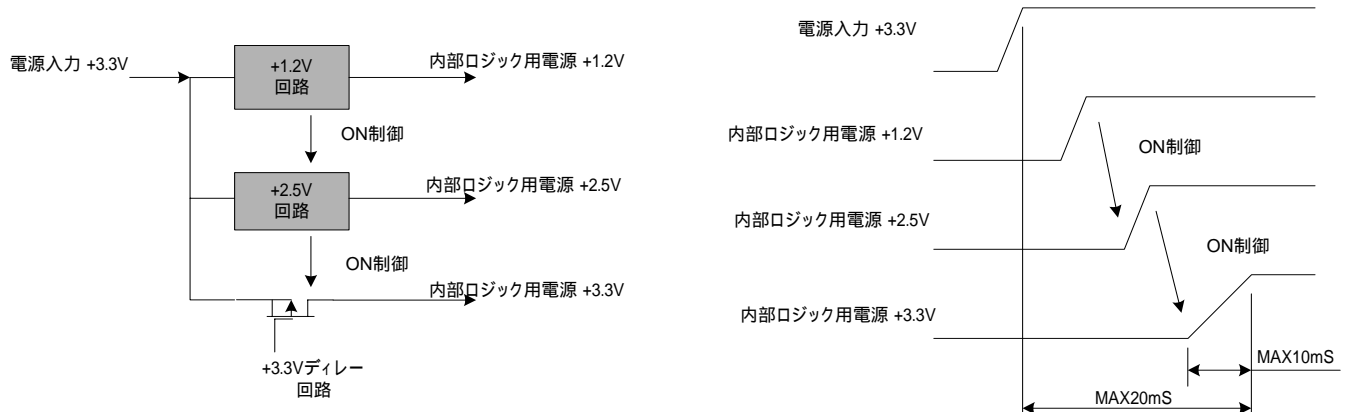 電源入力 +3.3V
+1.2V
回路
内部ロジック用電源 +1.2V
ON制御
+2.5V
回路
内部ロジック用電源 +2.5V
ON制御
内部ロジック用電源 +3.3V
+3.3Vディレー
回路
電源入力 +3.3V
内部ロジック用電源 +1.2V
ON制御
内部ロジック用電源 +2.5V
ON制御
内部ロジック用電源 +3.3V
MAX10mS
MAX20mS